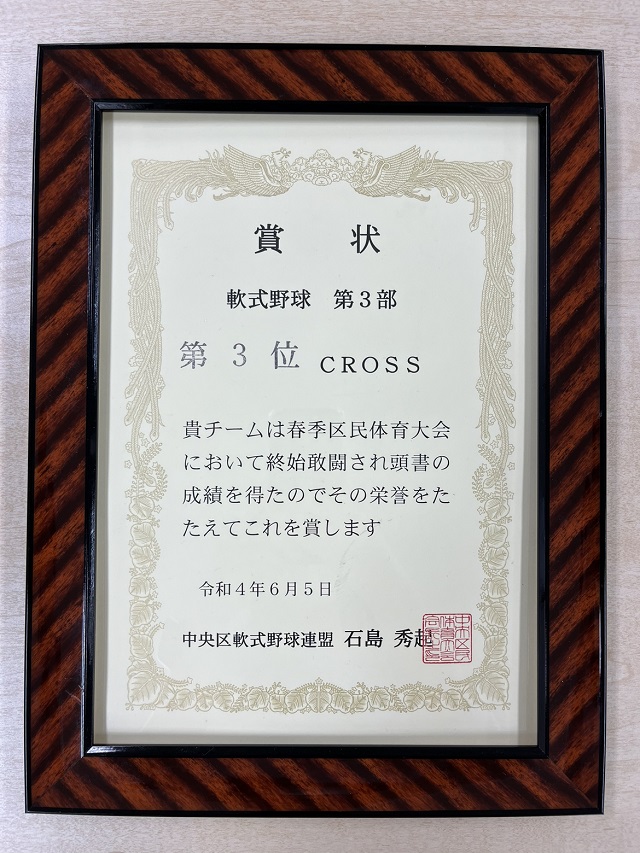 賞　状
軟式野球　第３部
第　３　位　CROSS
貴チームは春季区民体育大会
において終始敢闘され頭書の
成績を得たのでその栄誉をた
たえてこれを賞します
令和４年６月５日
中央区軟式野球連盟　石島　秀起